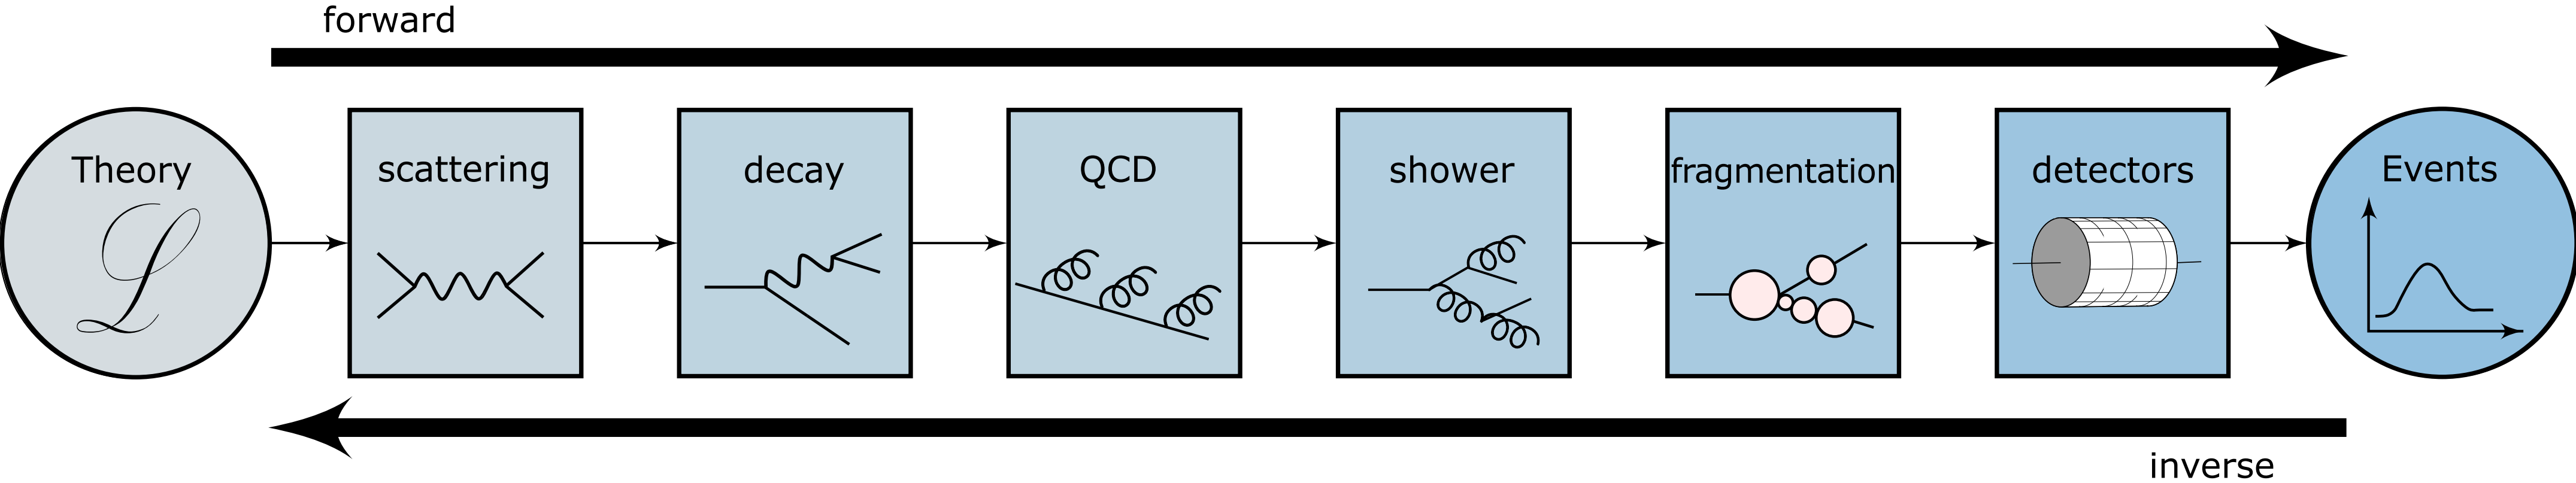 forward
Theory
ℒ
scattering
decay
QCD
shower
fragmentation
detectors
Events
inverse